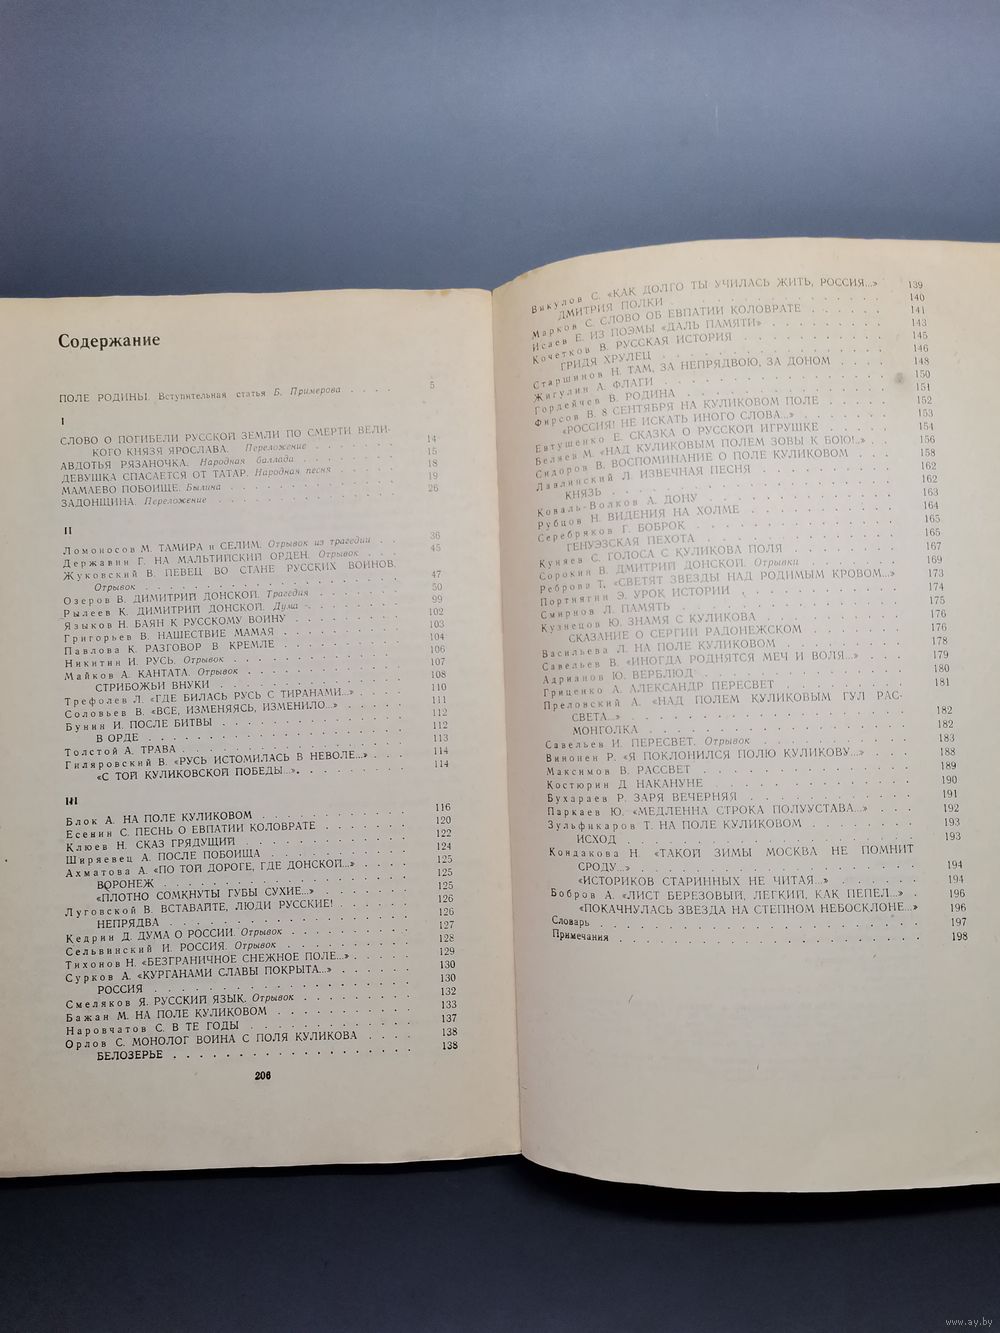 Содержание
ПОЛЕ РОДИНЫ. Вступительная статья Б. Примерова . . . . 5
I
СЛОВО О ПОГИБЕЛИ РУССКОЙ ЗЕМЛИ ПО СМЕРТИ ВЕЛИ-
КОГО КНЯЗЯ ЯРОСЛАВА. Переложение . . . . 14
АВДОТЬЯ РЯЗАНОЧКА. Народная баллада . . . . 15
ДЕВУШКА СПАСАЕТСЯ ОТ ТАТАР. Народная песня . . . . 18
МАМАЕВО ПОБОИЩЕ. Былина . . . . 19
ЗАДОНЩИНА. Переложение . . . . 26
II
Ломоносов М. ТАМИРА и СЕЛИМ. Отрывок из трагедии . . 36
Державин Г. НА МАЛЬТИЙСКИЙ ОРДЕН. Отрывок . . . 45
Жуковский В. ПЕВЕЦ ВО СТАНЕ РУССКИХ ВОИНОВ.
Отрывок . . . . 47
Озеров В. ДИМИТРИЙ ДОНСКОЙ. Трагедия . . . . 50
Рылеев К. ДИМИТРИЙ ДОНСКОЙ. Дума . . . . 99
Языков Н. БАЯН К РУССКОМУ ВОИНУ . . . . 102
Григорьев В. НАШЕСТВИЕ МАМАЯ . . . . 103
Павлова К. РАЗГОВОР В КРЕМЛЕ . . . . 104
Никитин И. РУСЬ. Отрывок . . . . 106
Майков А. КАНТАТА. Отрывок . . . . 107
СТРИБОЖЬИ ВНУКИ . . . . 108
Трефолев Л. «ГДЕ БИЛАСЬ РУСЬ С ТИРАНАМИ...» . . . . 110
Соловьев В. «ВСЕ, ИЗМЕНЯЯСЬ, ИЗМЕНИЛО...» . . . . 111
Бунин И. ПОСЛЕ БИТВЫ . . . . 112
В ОРДЕ . . . . 112
Толстой А. ТРАВА . . . . 113
Гиляровский В. «РУСЬ ИСТОМИЛАСЬ В НЕВОЛЕ...» . . . 114
«С ТОЙ КУЛИКОВСКОЙ ПОБЕДЫ...». . . . 114
III
Блок А. НА ПОЛЕ КУЛИКОВОМ . . . . 116
Есенин С. ПЕСНЬ О ЕВПАТИИ КОЛОВРАТЕ . . . . 120
Клюев Н. СКАЗ ГРЯДУЩИЙ . . . . 122
Ширяевец А. ПОСЛЕ ПОБОИЩА . . . . 124
Ахматова А. «ПО ТОЙ ДОРОГЕ, ГДЕ ДОНСКОЙ...» . . . . 125
ВОРОНЕЖ . . . . 125
«ПЛОТНО СОМКНУТЫ ГУБЫ СУХИЕ...» . . . . 125
Луговской В. ВСТАВАЙТЕ, ЛЮДИ РУССКИЕ! . . . . 126
НЕПРЯДВА . . . . 126
Кедрин Д. ДУМА О РОССИИ. Отрывок . . . . 127
Сельвинский И. РОССИЯ. Отрывок . . . . 128
Тихонов Н. «БЕЗГРАНИЧНОЕ СНЕЖНОЕ ПОЛЕ...» . . . . 129
Сурков А. «КУРГАНАМИ СЛАВЫ ПОКРЫТА...» . . . . 130
РОССИЯ . . . . 130
Смеляков Я. РУССКИЙ ЯЗЫК. Отрывок . . . . 132
Бажан М. НА ПОЛЕ КУЛИКОВОМ . . . . 133
Наровчатов С. В ТЕ ГОДЫ . . . . 137
Орлов С. МОНОЛОГ ВОИНА С ПОЛЯ КУЛИКОВА . . . . 138
БЕЛОЗЕРЬЕ . . . . 138
206
Викулов С. «КАК ДОЛГО ТЫ УЧИЛАСЬ ЖИТЬ, РОССИЯ...» 139
ДМИТРИЯ ПОЛКИ . . . . 140
Марков С. СЛОВО ОБ ЕВПАТИИ КОЛОВРАТЕ . . . . 141
Исаев Е. ИЗ ПОЭМЫ «ДАЛЬ ПАМЯТИ» . . . . 143
Кочетков В. РУССКАЯ ИСТОРИЯ . . . . 145
ГРИДЯ ХРУЛЕЦ . . . . 146
Старшинов Н. ТАМ, ЗА НЕПРЯДВОЮ, ЗА ДОНОМ . . . . 148
Жигулин А. ФЛАГИ . . . . 150
Гордейчев В. РОДИНА . . . . 151
Фирсов В. 8 СЕНТЯБРЯ НА КУЛИКОВОМ ПОЛЕ . . . . 152
«РОССИЯ! НЕ ИСКАТЬ ИНОГО СЛОВА...» . . . . 153
Евтушенко Е. СКАЗКА О РУССКОЙ ИГРУШКЕ . . . . 154
Беляев М. «НАД КУЛИКОВЫМ ПОЛЕМ ЗОВЫ К БОЮ!..» . . 156
Сидоров В. ВОСПОМИНАНИЕ О ПОЛЕ КУЛИКОВОМ . . . 158
Лавлинский Л. ИЗВЕЧНАЯ ПЕСНЯ . . . . 162
КНЯЗЬ . . . . 162
Коваль-Волков А. ДОНУ . . . . 163
Рубцов Н. ВИДЕНИЯ НА ХОЛМЕ . . . . 164
Серебряков Г. БОБРОК . . . . 165
ГЕНУЭЗСКАЯ ПЕХОТА . . . . 165
Куняев С. ГОЛОСА С КУЛИКОВА ПОЛЯ . . . . 167
Сорокин В. ДМИТРИЙ ДОНСКОЙ. Отрывки . . . . 169
Реброва Т. «СВЕТЯТ ЗВЕЗДЫ НАД РОДИМЫМ КРОВОМ...» 173
Портнягин Э. УРОК ИСТОРИИ . . . . 174
Смирнов Л. ПАМЯТЬ . . . . 175
Кузнецов Ю. ЗНАМЯ С КУЛИКОВА . . . . 176
СКАЗАНИЕ О СЕРГИИ РАДОНЕЖСКОМ . . . . 176
Васильева Л. НА ПОЛЕ КУЛИКОВОМ . . . . 178
Савельев В. «ИНОГДА РОДНЯТСЯ МЕЧ И ВОЛЯ...» . . . 179
Адрианов Ю. ВЕРБЛЮД . . . . 180
Гриценко А. АЛЕКСАНДР ПЕРЕСВЕТ . . . . 181
Преловский А. «НАД ПОЛЕМ КУЛИКОВЫМ ГУЛ РАС-
СВЕТА...» . . . . 182
МОНГОЛКА . . . . 182
Савельев И. ПЕРЕСВЕТ. Отрывок . . . . 183
Винонен Р. «Я ПОКЛОНИЛСЯ ПОЛЮ КУЛИКОВУ...» . . . 188
Максимов В. РАССВЕТ . . . . 189
Костюрин Д. НАКАНУНЕ . . . . 190
Бухараев Р. ЗАРЯ ВЕЧЕРНЯЯ . . . . 191
Паркаев Ю. «МЕДЛЕННА СТРОКА ПОЛУУСТАВА...» . . . 192
Зульфикаров Т. НА ПОЛЕ КУЛИКОВОМ . . . . 193
ИСХОД . . . . 193
Кондакова Н. «ТАКОЙ ЗИМЫ МОСКВА НЕ ПОМНИТ
СРОДУ...» . . . . 194
«ИСТОРИКОВ СТАРИННЫХ НЕ ЧИТАЯ...» . . . . 194
Бобров А. «ЛИСТ БЕРЕЗОВЫЙ, ЛЕГКИЙ, КАК ПЕПЕЛ...» . 196
«ПОКАЧНУЛАСЬ ЗВЕЗДА НА СТЕПНОМ НЕБОСКЛОНЕ...» 196
Словарь . . . . 197
Примечания . . . . 198
www.ay.by